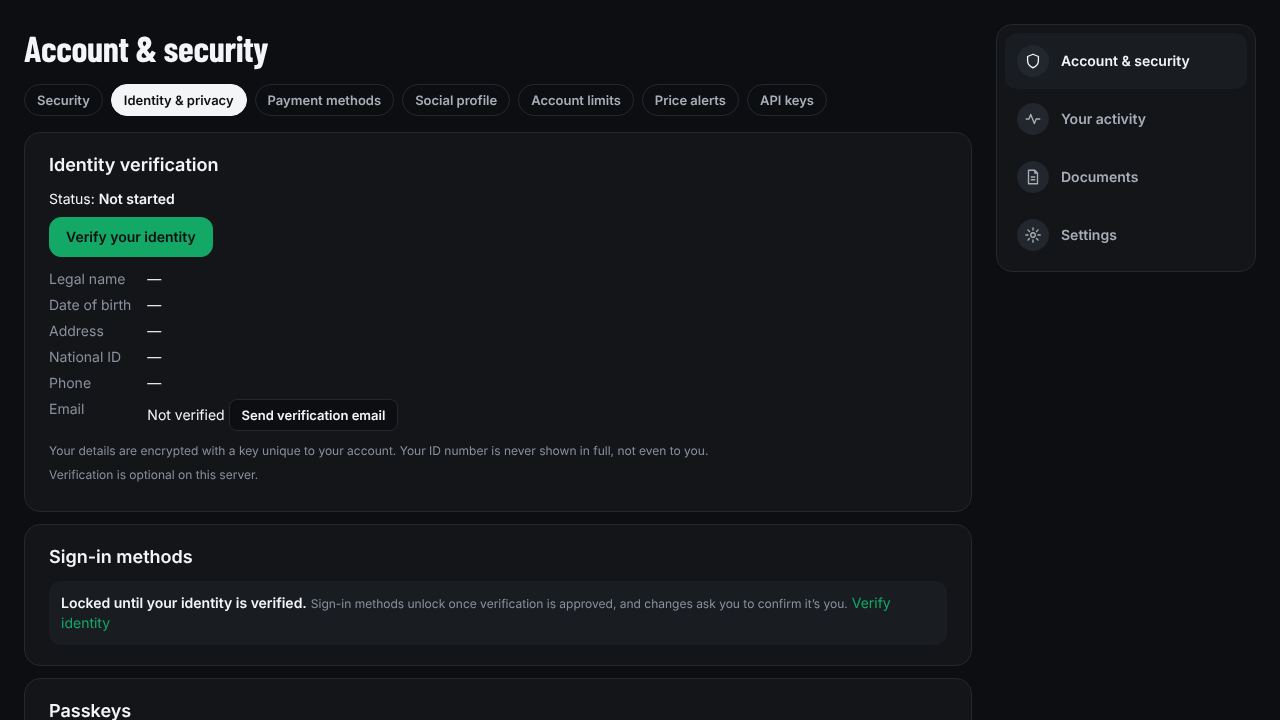 Account & security
Security
Identity & privacy
Payment methods
Social profile
Account limits
Price alerts
API keys
Identity verification
Status: Not started
Verify your identity
Legal name —
Date of birth —
Address —
National ID —
Phone —
Email Not verified Send verification email
Your details are encrypted with a key unique to your account. Your ID number is never shown in full, not even to you.
Verification is optional on this server.
Sign-in methods
Locked until your identity is verified. Sign-in methods unlock once verification is approved, and changes ask you to confirm it’s you. Verify
identity
Passkeys
Account & security
Your activity
Documents
Settings